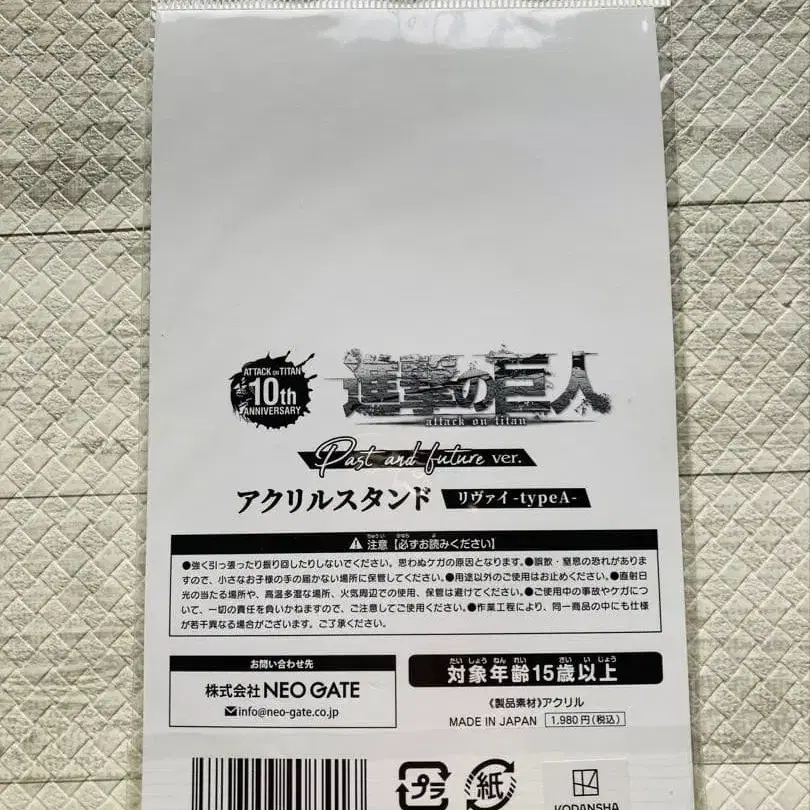 ATTACK ON TITAN
10th
ANNIVERSARY
進撃の巨人
attack on titan
Past and future ver.
アクリルスタンド リヴァイ-typeA-
⚠注意【必ずお読みください】
●強く引っ張ったり振り回したりしないでください。思わぬケガの原因となります。●誤飲・窒息の恐れがありま
すので、小さなお子様の手の届かない場所に保管してください。●用途以外のご使用はお止めください。●直射日
光の当たる場所や、高温多湿な場所、火気周辺での使用、保管は避けてください。●ご使用中の事故やケガにつ
いて、一切の責任を負いかねますので、ご注意してご使用ください。●作業工程により、同一商品の中にも仕様
が若干異なる場合がございます。ご了承ください。
お問い合わせ先
株式会社 NEO GATE
info@neo-gate.co.jp
たいしょうねんれい さい いじょう
対象年齢15歳以上
《製品素材》アクリル
MADE IN JAPAN 1,980円(税込)
プラ
紙
KODANSHA